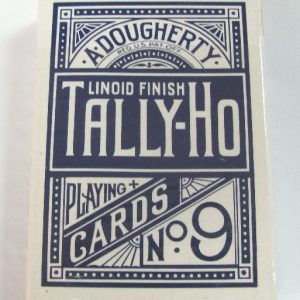 A. DOUGHERTY.
REG. U.S. PAT. OFF.
LINOID FINISH
TALLY-HO
PLAYING +
CARDS
No. 9